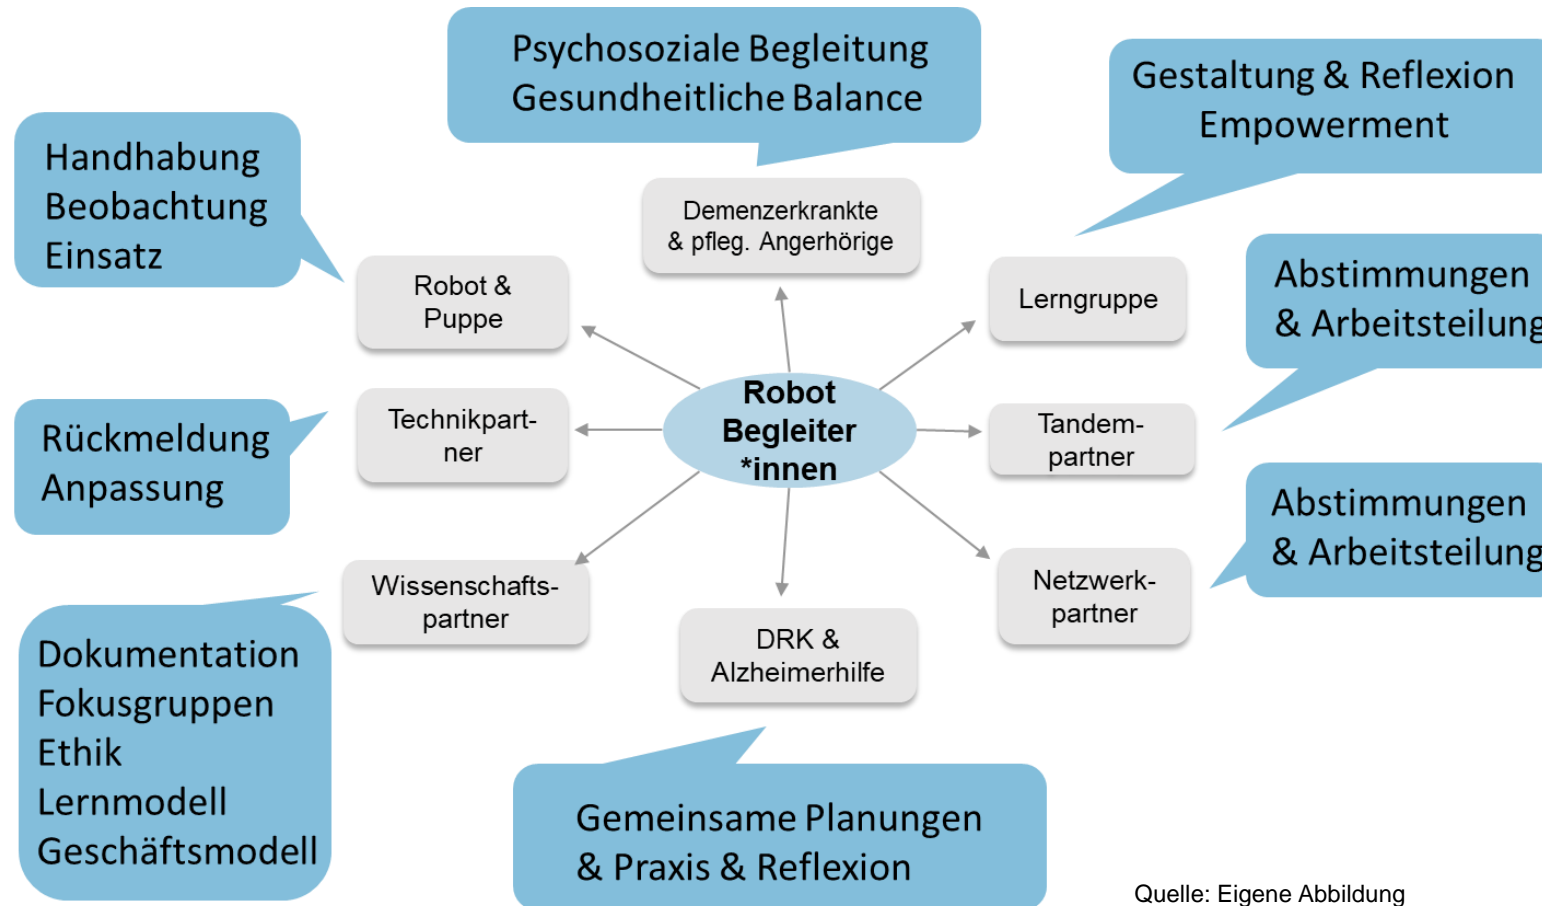 Psychosoziale Begleitung
Gesundheitliche Balance
Gestaltung & Reflexion
Empowerment
Handhabung
Beobachtung
Einsatz
Demenzerkrankte
& pfleg. Angerhörige
Robot &
Puppe
Lerngruppe
Abstimmungen
& Arbeitsteilung
Rückmeldung
Anpassung
Technikpart-
ner
Robot
Begleiter
*innen
Tandem-
partner
Abstimmungen
& Arbeitsteilung
Wissenschafts-
partner
DRK &
Alzheimerhilfe
Netzwerk-
partner
Dokumentation
Fokusgruppen
Ethik
Lernmodell
Geschäftsmodell
Gemeinsame Planungen
& Praxis & Reflexion
Quelle: Eigene Abbildung